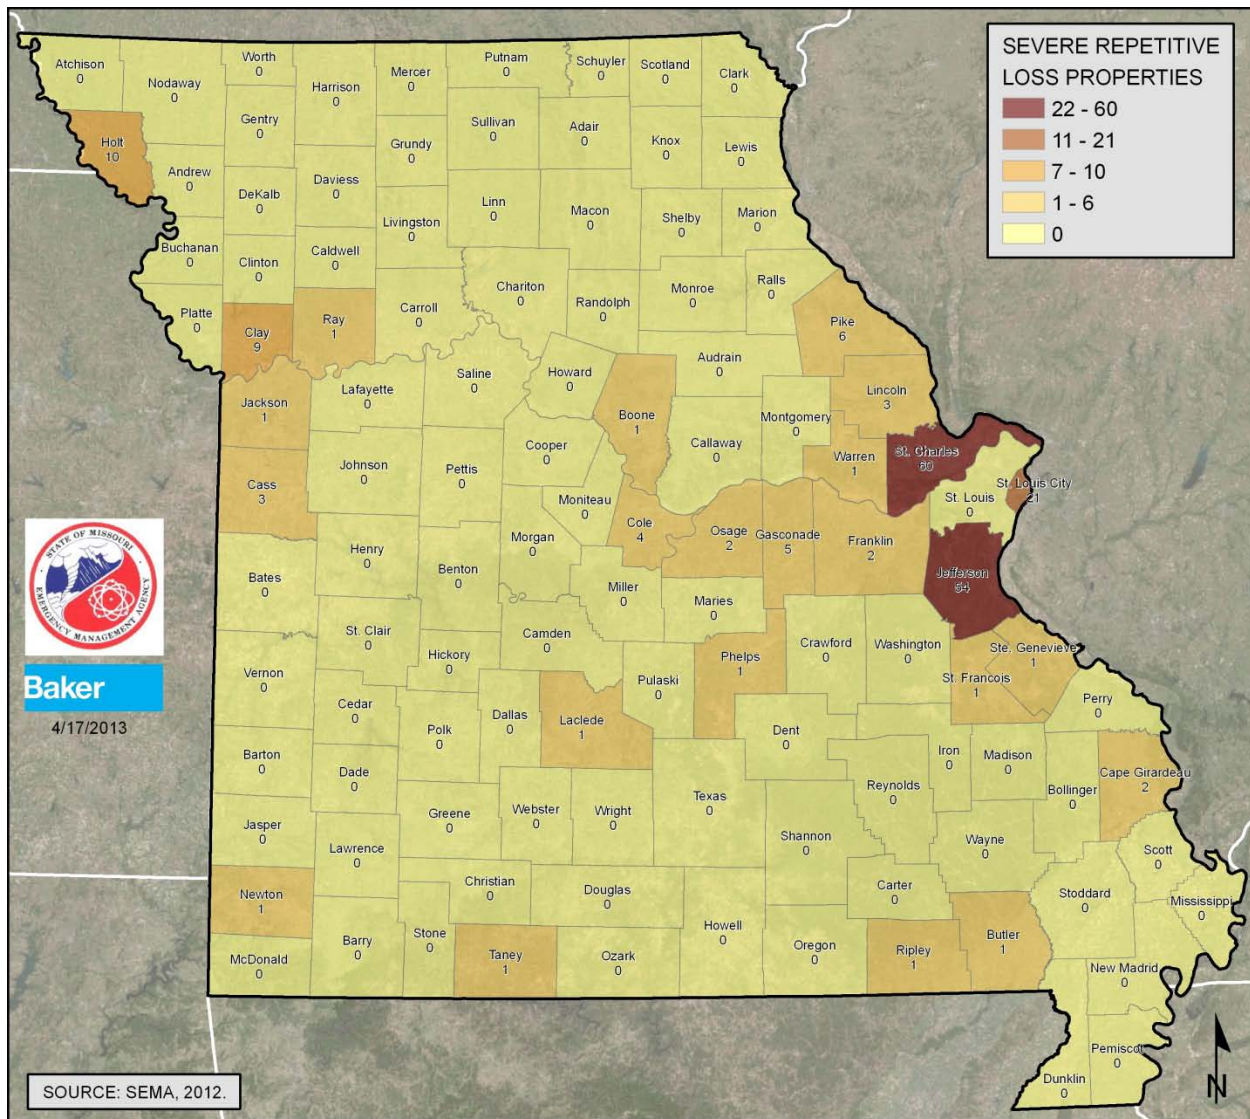 SEVERE REPETITIVE
LOSS PROPERTIES
22 - 60
11 - 21
7 - 10
1 - 6
0
Atchison
0
Nodaway
0
Worth
0
Harrison
0
Mercer
0
Putnam
0
Schuyler
0
Scotland
0
Clark
0
Holt
10
Andrew
0
Gentry
0
DeKalb
0
Daviess
0
Grundy
0
Sullivan
0
Adair
0
Knox
0
Lewis
0
Livingston
0
Linn
0
Macon
0
Shelby
0
Marion
0
Buchanan
0
Clinton
0
Caldwell
0
Chariton
0
Randolph
0
Monroe
0
Ralls
0
Platte
0
Clay
9
Ray
1
Carroll
0
Pike
6
Audrain
0
Jackson
1
Lafayette
0
Saline
0
Howard
0
Boone
1
Callaway
0
Montgomery
0
Lincoln
3
Warren
1
St. Charles
60
St. Louis City
21
St. Louis
0
Cass
3
Johnson
0
Pettis
0
Cooper
0
Moniteau
0
Cole
4
Osage
2
Gasconade
5
Franklin
2
Jefferson
54
Bates
0
Henry
0
Benton
0
Morgan
0
Miller
0
Maries
0
STATE OF MISSOURI
EMERGENCY MANAGEMENT AGENCY
Baker
4/17/2013
St. Clair
0
Hickory
0
Camden
0
Pulaski
0
Phelps
1
Crawford
0
Washington
0
Ste. Genevieve
1
St. Francois
1
Perry
0
Vernon
0
Cedar
0
Polk
0
Dallas
0
Laclede
1
Dent
0
Iron
0
Madison
0
Bollinger
0
Cape Girardeau
2
Barton
0
Dade
0
Greene
0
Webster
0
Wright
0
Texas
0
Reynolds
0
Shannon
0
Wayne
0
Scott
0
Jasper
0
Lawrence
0
Christian
0
Douglas
0
Carter
0
Stoddard
0
Mississippi
0
Newton
1
Barry
0
Stone
0
Taney
1
Ozark
0
Howell
0
Oregon
0
Ripley
1
Butler
1
McDonald
0
New Madrid
0
Pemiscot
0
Dunklin
0
SOURCE: SEMA, 2012.
N